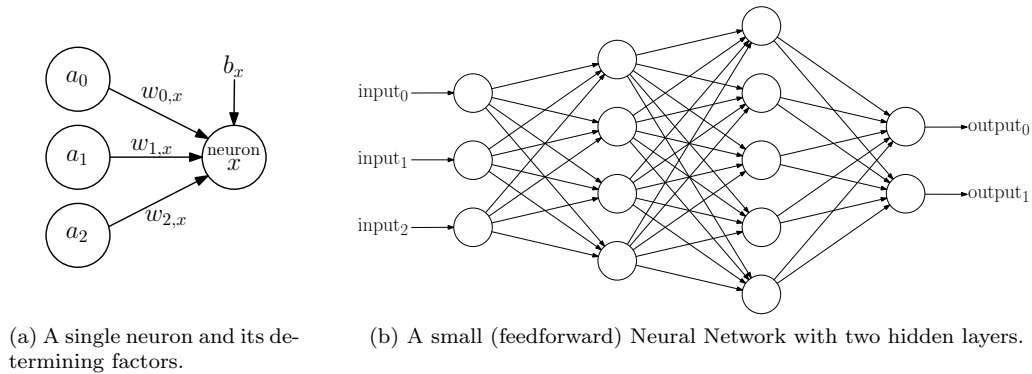 a₀
w₀,ₓ
bₓ
a₁
w₁,ₓ
neuron
x
a₂
w₂,ₓ
input₀
input₁
input₂
output₀
output₁
(a) A single neuron and its de-
termining factors.
(b) A small (feedforward) Neural Network with two hidden layers.